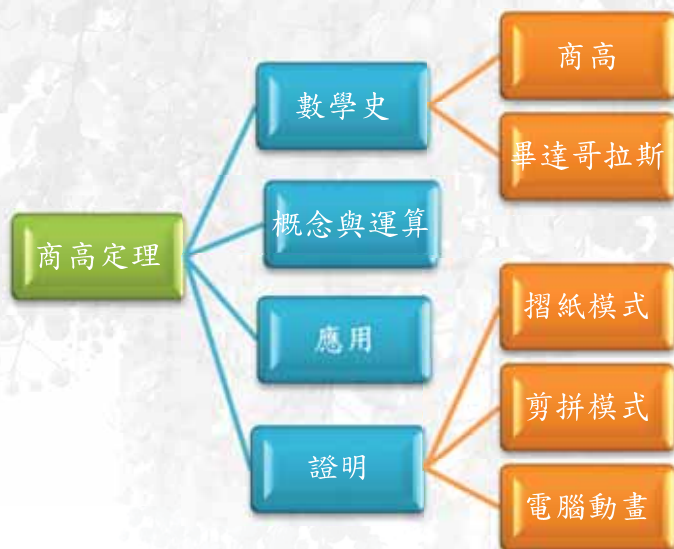 商高定理
數學史
商高
畢達哥拉斯
概念與運算
應用
證明
摺紙模式
剪拼模式
電腦動畫